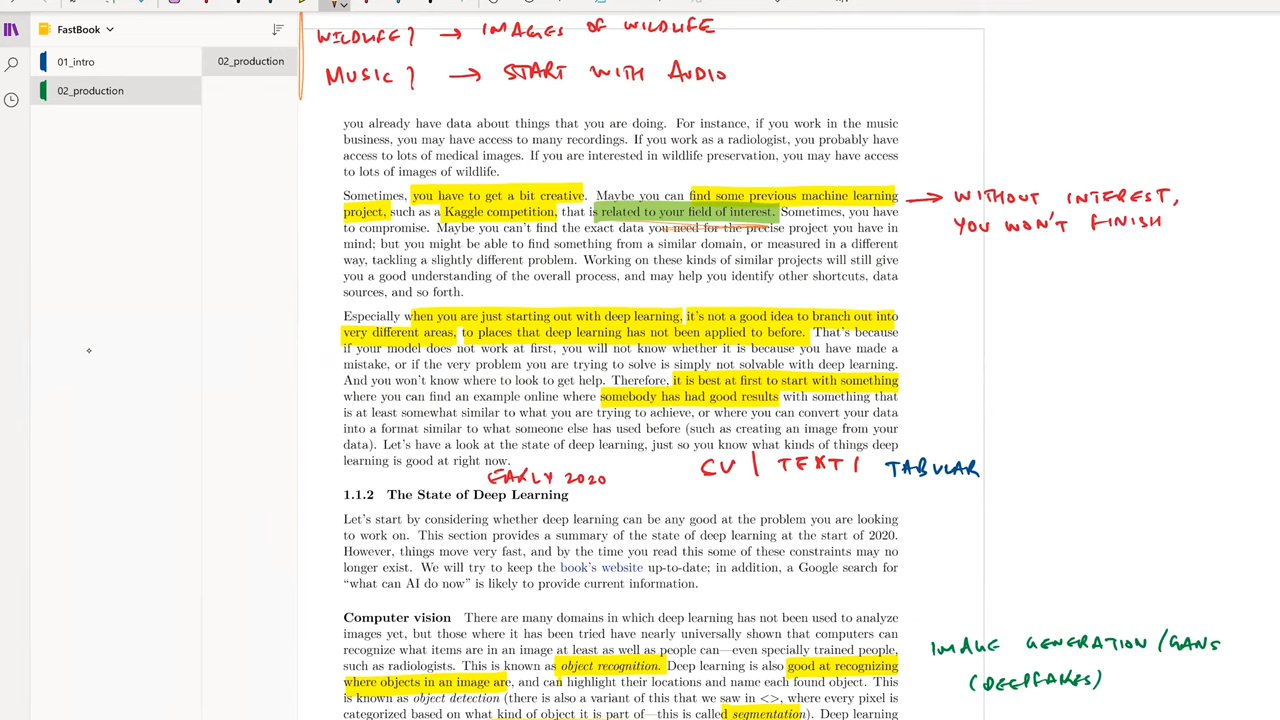 FastBook
01_intro
02_production
02_production
WILDLIFE? → IMAGES OF WILDLIFE
MUSIC? → START WITH AUDIO
you already have data about things that you are doing. For instance, if you work in the music
business, you may have access to many recordings. If you work as a radiologist, you probably have
access to lots of medical images. If you are interested in wildlife preservation, you may have access
to lots of images of wildlife.
Sometimes, you have to get a bit creative. Maybe you can find some previous machine learning
project, such as a Kaggle competition, that is related to your field of interest. Sometimes, you have
to compromise. Maybe you can't find the exact data you need for the precise project you have in
mind; but you might be able to find something from a similar domain, or measured in a different
way, tackling a slightly different problem. Working on these kinds of similar projects will still give
you a good understanding of the overall process, and may help you identify other shortcuts, data
sources, and so forth.
→ WITHOUT INTEREST,
YOU WON'T FINISH
Especially when you are just starting out with deep learning, it's not a good idea to branch out into
very different areas, to places that deep learning has not been applied to before. That's because
if your model does not work at first, you will not know whether it is because you have made a
mistake, or if the very problem you are trying to solve is simply not solvable with deep learning.
And you won't know where to look to get help. Therefore, it is best at first to start with something
where you can find an example online where somebody has had good results with something that
is at least somewhat similar to what you are trying to achieve, or where you can convert your data
into a format similar to what someone else has used before (such as creating an image from your
data). Let's have a look at the state of deep learning, just so you know what kinds of things deep
learning is good at right now.
CV | TEXT | TABULAR
EARLY 2020
1.1.2 The State of Deep Learning
Let's start by considering whether deep learning can be any good at the problem you are looking
to work on. This section provides a summary of the state of deep learning at the start of 2020.
However, things move very fast, and by the time you read this some of these constraints may no
longer exist. We will try to keep the book's website up-to-date; in addition, a Google search for
"what can AI do now" is likely to provide current information.
Computer vision There are many domains in which deep learning has not been used to analyze
images yet, but those where it has been tried have nearly universally shown that computers can
recognize what items are in an image at least as well as people can—even specially trained people,
such as radiologists. This is known as object recognition. Deep learning is also good at recognizing
where objects in an image are, and can highlight their locations and name each found object. This
is known as object detection (there is also a variant of this that we saw in <>, where every pixel is
categorized based on what kind of object it is part of—this is called segmentation). Deep learning
IMAGE GENERATION/GANS
(DEEPFAKES)